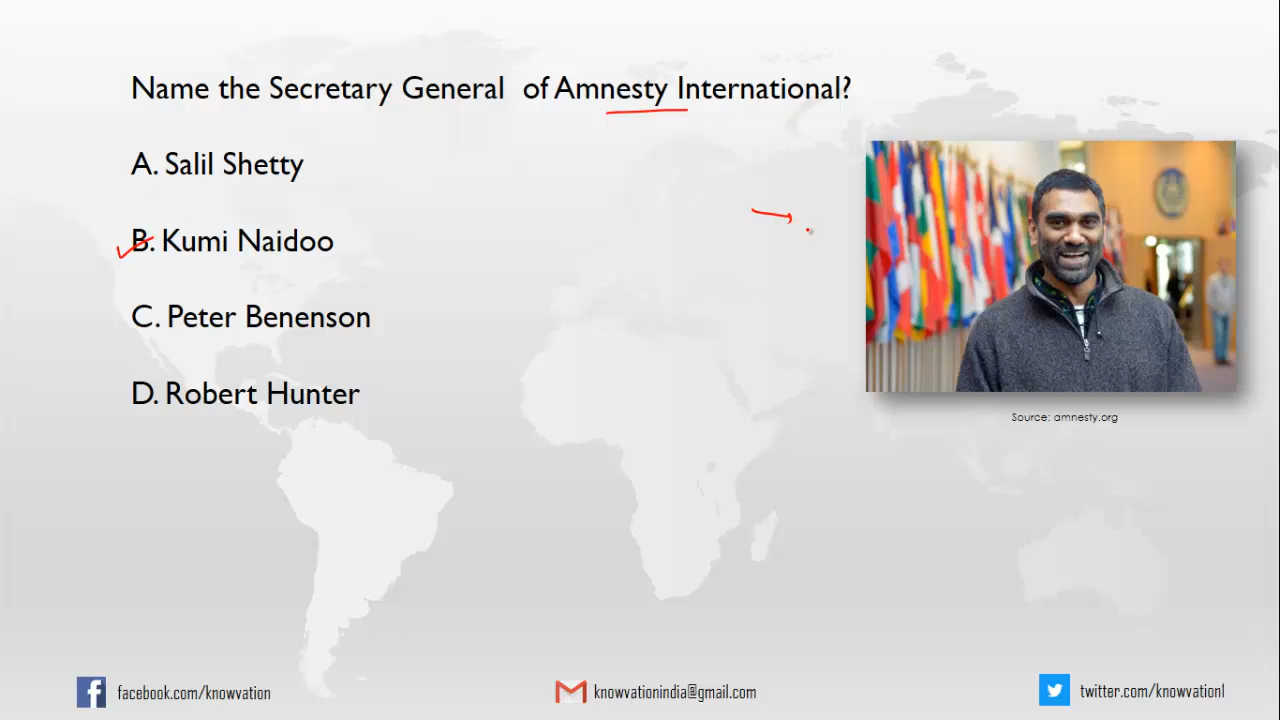 Name the Secretary General of Amnesty International?
A. Salil Shetty
B. Kumi Naidoo
C. Peter Benenson
D. Robert Hunter
Source: amnesty.org
facebook.com/knowvation
knowvationindia@gmail.com
twitter.com/knowvation1